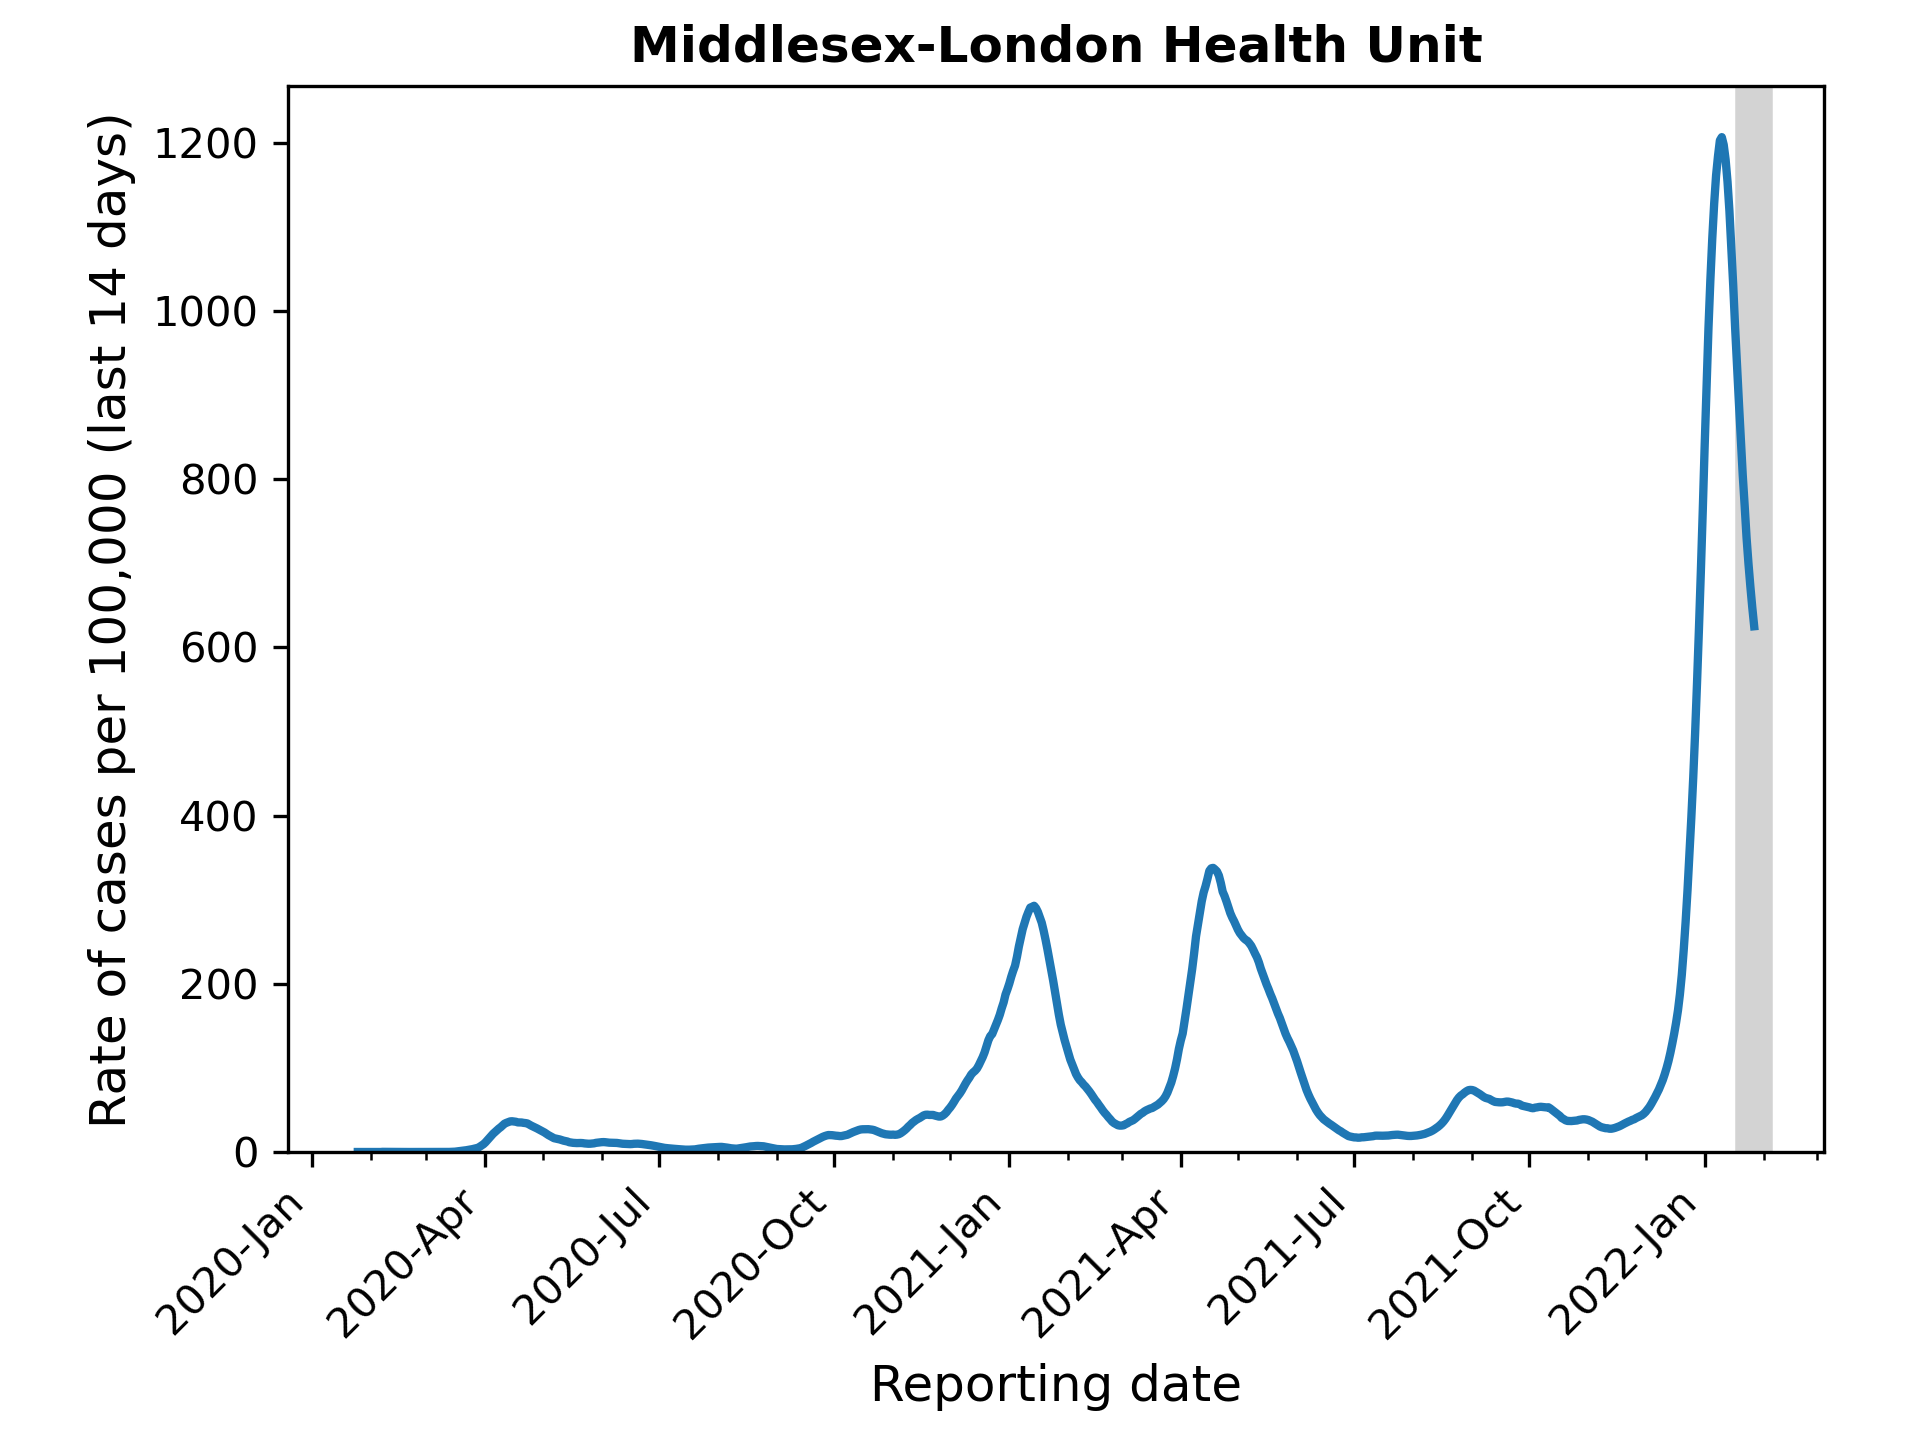 Middlesex-London Health Unit
Rate of cases per 100,000 (last 14 days)
1200
1000
800
600
400
200
0
2020-Jan
2020-Apr
2020-Jul
2020-Oct
2021-Jan
2021-Apr
2021-Jul
2021-Oct
2022-Jan
Reporting date